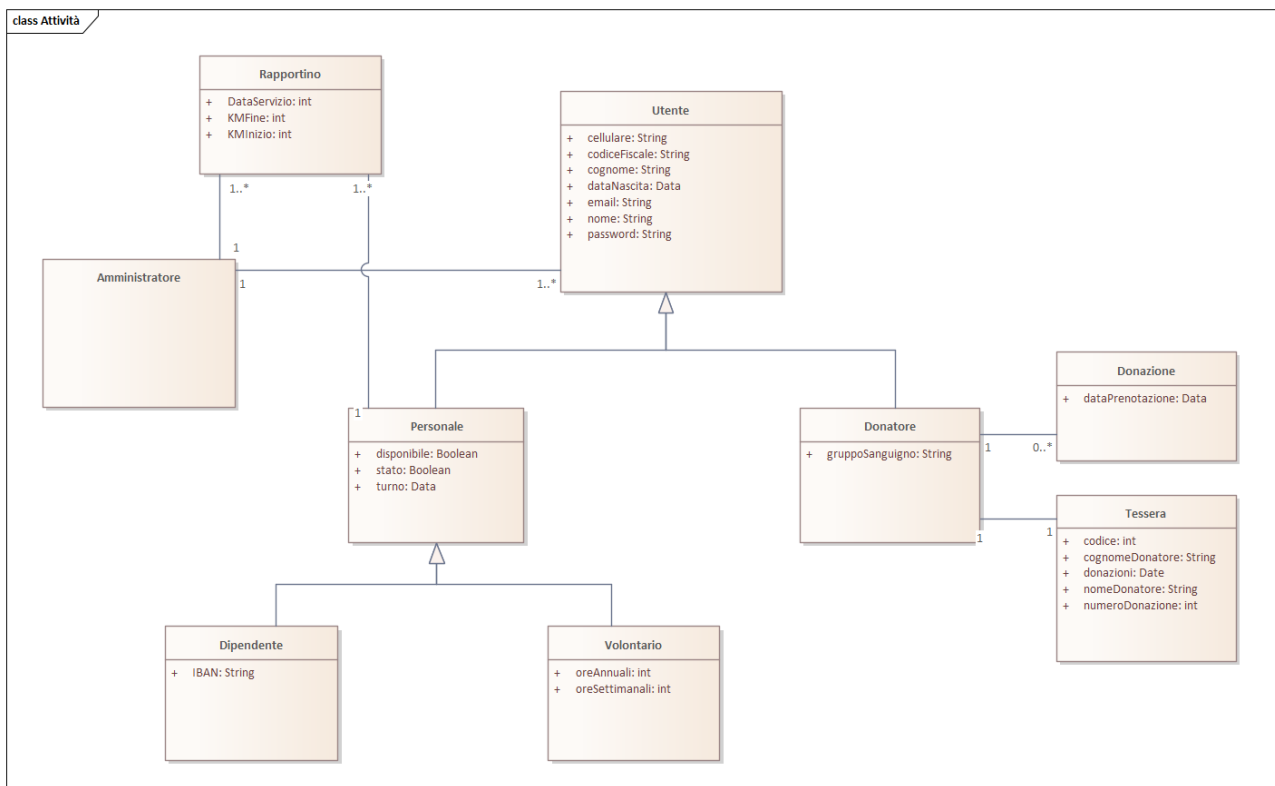 class Attività
Rapportino
+ DataServizio: int
+ KMFine: int
+ KMInizio: int
Utente
+ cellulare: String
+ codiceFiscale: String
+ cognome: String
+ dataNascita: Data
+ email: String
+ nome: String
+ password: String
1..*
1..*
1
1
1..*
Amministratore
1
Personale
+ disponibile: Boolean
+ stato: Boolean
+ turno: Data
Donatore
+ gruppoSanguigno: String
Donazione
+ dataPrenotazione: Data
1
0..*
1
1
Tessera
+ codice: int
+ cognomeDonatore: String
+ donazioni: Date
+ nomeDonatore: String
+ numeroDonazione: int
Dipendente
+ IBAN: String
Volontario
+ oreAnnuali: int
+ oreSettimanali: int